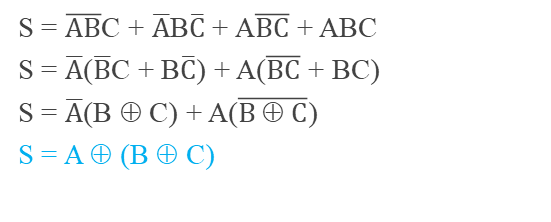 S = A̅B̅C + A̅BC̅ + AB̅C̅ + ABC
S = A̅(B̅C + BC̅) + A(B̅C̅ + BC)
S = A̅(B ⊕ C) + A(B̅ ̅⊕̅ ̅C̅)
S = A ⊕ (B ⊕ C)